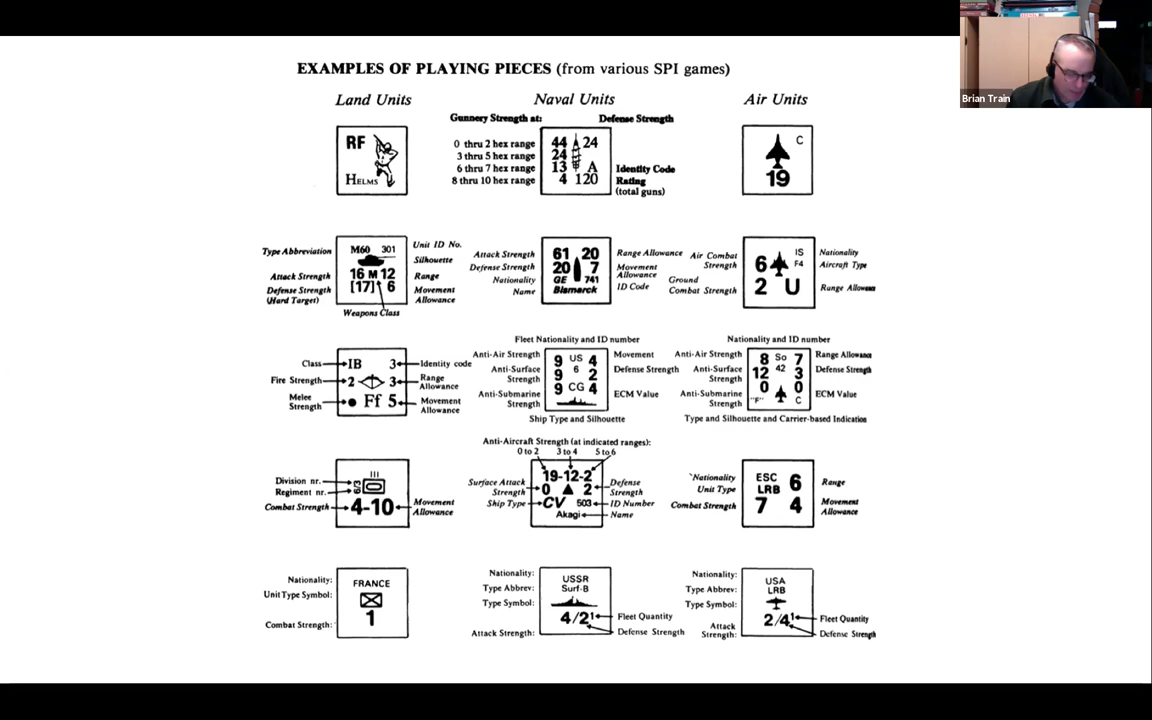 EXAMPLES OF PLAYING PIECES (from various SPI games)
Brian Train
Land Units
Naval Units
Air Units
RF
HELMS
Gunnery Strength at:
Defense Strength
0 thru 2 hex range
3 thru 5 hex range
6 thru 7 hex range
8 thru 10 hex range
44 24
24
13 A
4 120
Identity Code
Rating
(total guns)
C
19
Type Abbreviation
Attack Strength
Defense Strength
(Hard Target)
M60 301
16 M 12
[17] 6
Unit ID No.
Silhouette
Range
Movement
Allowance
Weapons Class
Attack Strength
Defense Strength
Nationality
Name
61 20
20 7
GE 741
Bismarck
Range Allowance
Movement
Allowance
ID Code
Air Combat
Strength
Ground
Combat Strength
IS
6 F4
2 U
Nationality
Aircraft Type
Range Allowance
Class
Fire Strength
Melee
Strength
IB 3
2 3
Ff 5
Identity code
Range
Allowance
Movement
Allowance
Fleet Nationality and ID number
Anti-Air Strength
Anti-Surface
Strength
Anti-Submarine
Strength
9 US 4
9 6 2
9 CG 4
Movement
Defense Strength
ECM Value
Ship Type and Silhouette
Nationality and ID number
Anti-Air Strength
Anti-Surface
Strength
Anti-Submarine
Strength
8 So 7
12 42 3
0 0
"F" C
Range Allowance
Defense Strength
ECM Value
Type and Silhouette and Carrier-based Indication
Division nr.
Regiment nr.
Combat Strength
III
4-10
Movement
Allowance
Anti-Aircraft Strength (at indicated ranges):
0 to 2 3 to 4 5 to 6
Surface Attack
Strength
Ship Type
19-12-2
0 2
CV 503
Akagi
Defense
Strength
ID Number
Name
Nationality
Unit Type
Combat Strength
ESC 6
LRB
7 4
Range
Movement
Allowance
Nationality:
Unit Type Symbol:
Combat Strength:
FRANCE
1
Nationality:
Type Abbrev:
Type Symbol:
Attack Strength:
USSR
Surf-B
4/2¹
Fleet Quantity
Defense Strength
Nationality:
Type Abbrev:
Type Symbol:
Attack
Strength:
USA
LRB
2/4¹
Fleet Quantity
Defense Strength